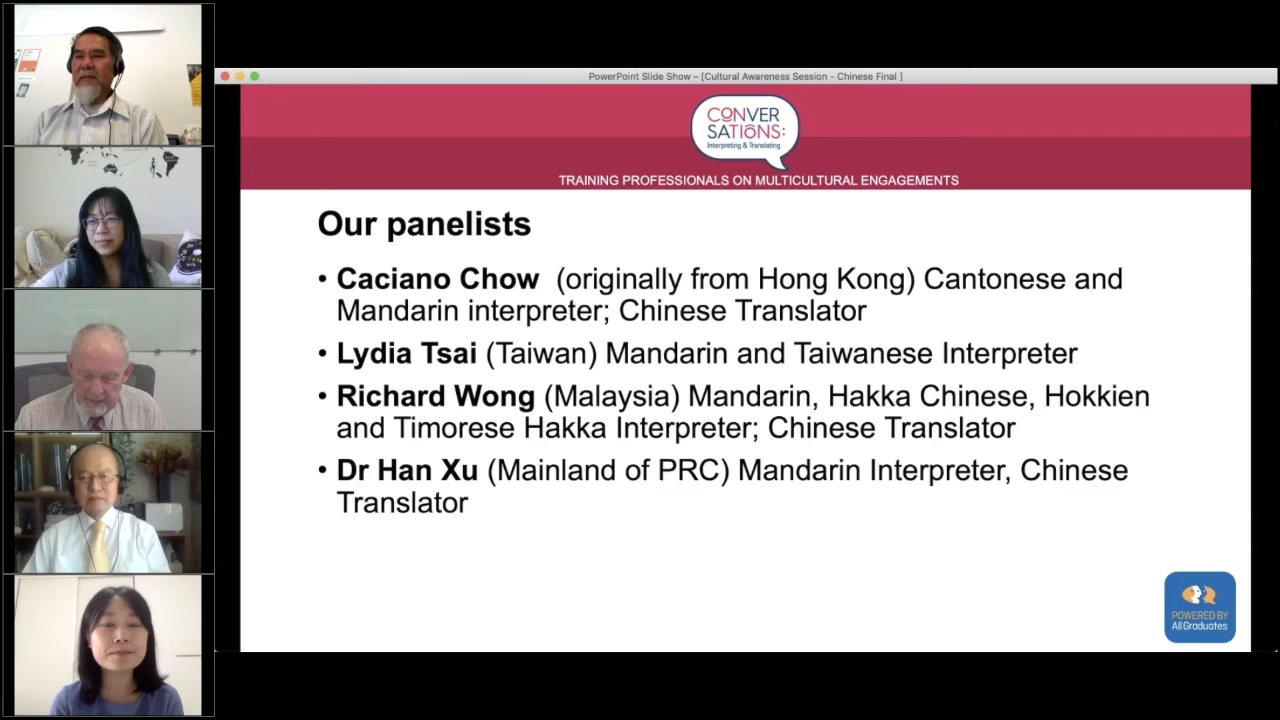 PowerPoint Slide Show – [Cultural Awareness Session - Chinese Final ]
CONVER
SATIONS:
Interpreting & Translating
TRAINING PROFESSIONALS ON MULTICULTURAL ENGAGEMENTS
Our panelists
• Caciano Chow (originally from Hong Kong) Cantonese and
Mandarin interpreter; Chinese Translator
• Lydia Tsai (Taiwan) Mandarin and Taiwanese Interpreter
• Richard Wong (Malaysia) Mandarin, Hakka Chinese, Hokkien
and Timorese Hakka Interpreter; Chinese Translator
• Dr Han Xu (Mainland of PRC) Mandarin Interpreter, Chinese
Translator
POWERED BY
All Graduates